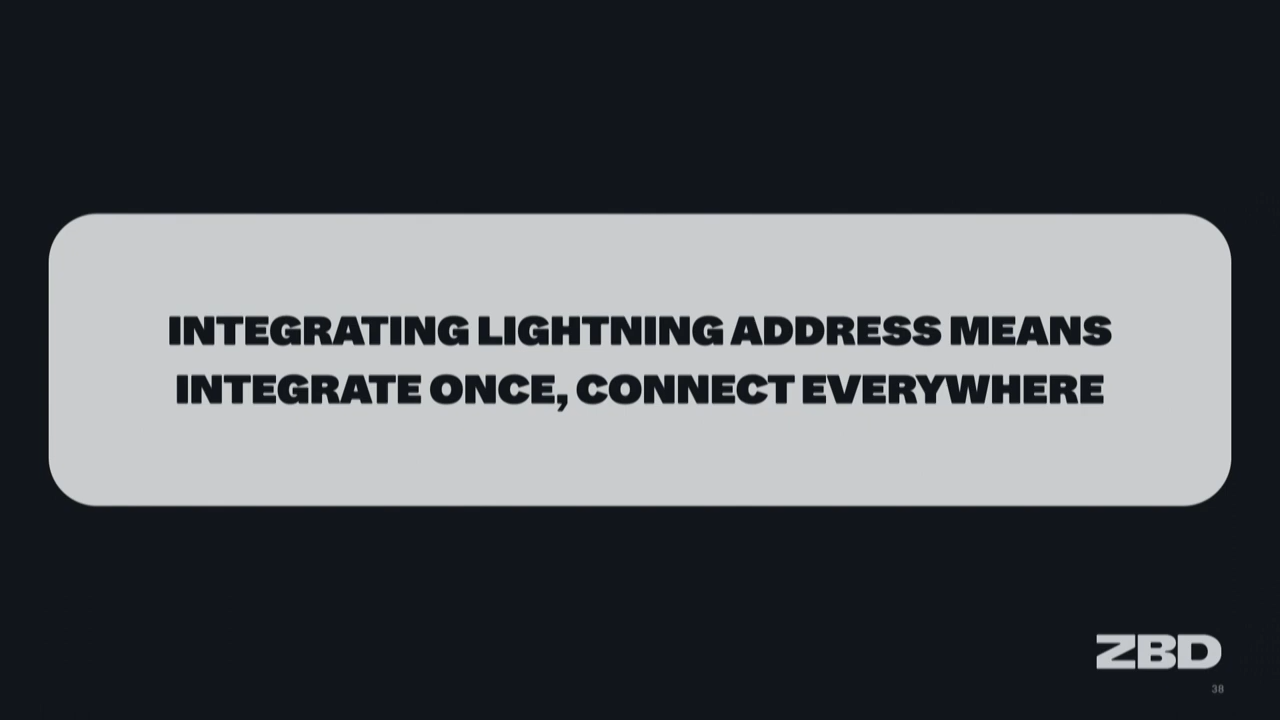 INTEGRATING LIGHTNING ADDRESS MEANS
INTEGRATE ONCE, CONNECT EVERYWHERE
ZBD
38